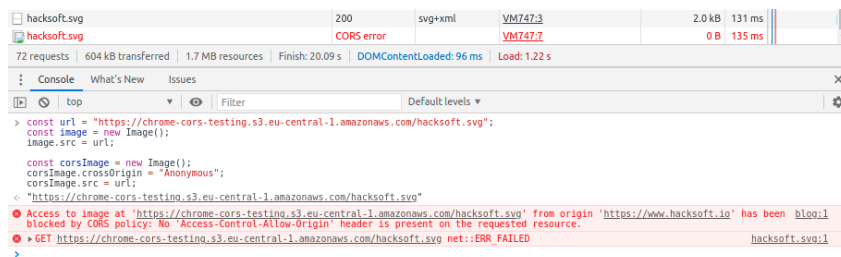 hacksoft.svg 200 svg+xml VM747:3 2.0 kB 131 ms
hacksoft.svg CORS error VM747:7 0 B 135 ms
72 requests 604 kB transferred 1.7 MB resources Finish: 20.09 s DOMContentLoaded: 96 ms Load: 1.22 s
Console What's New Issues
top Filter Default levels
const url = "https://chrome-cors-testing.s3.eu-central-1.amazonaws.com/hacksoft.svg";
const image = new Image();
image.src = url;
const corsImage = new Image();
corsImage.crossOrigin = "Anonymous";
corsImage.src = url;
"https://chrome-cors-testing.s3.eu-central-1.amazonaws.com/hacksoft.svg"
Access to image at 'https://chrome-cors-testing.s3.eu-central-1.amazonaws.com/hacksoft.svg' from origin 'https://www.hacksoft.io' has been blog:1
blocked by CORS policy: No 'Access-Control-Allow-Origin' header is present on the requested resource.
GET https://chrome-cors-testing.s3.eu-central-1.amazonaws.com/hacksoft.svg net::ERR_FAILED hacksoft.svg:1